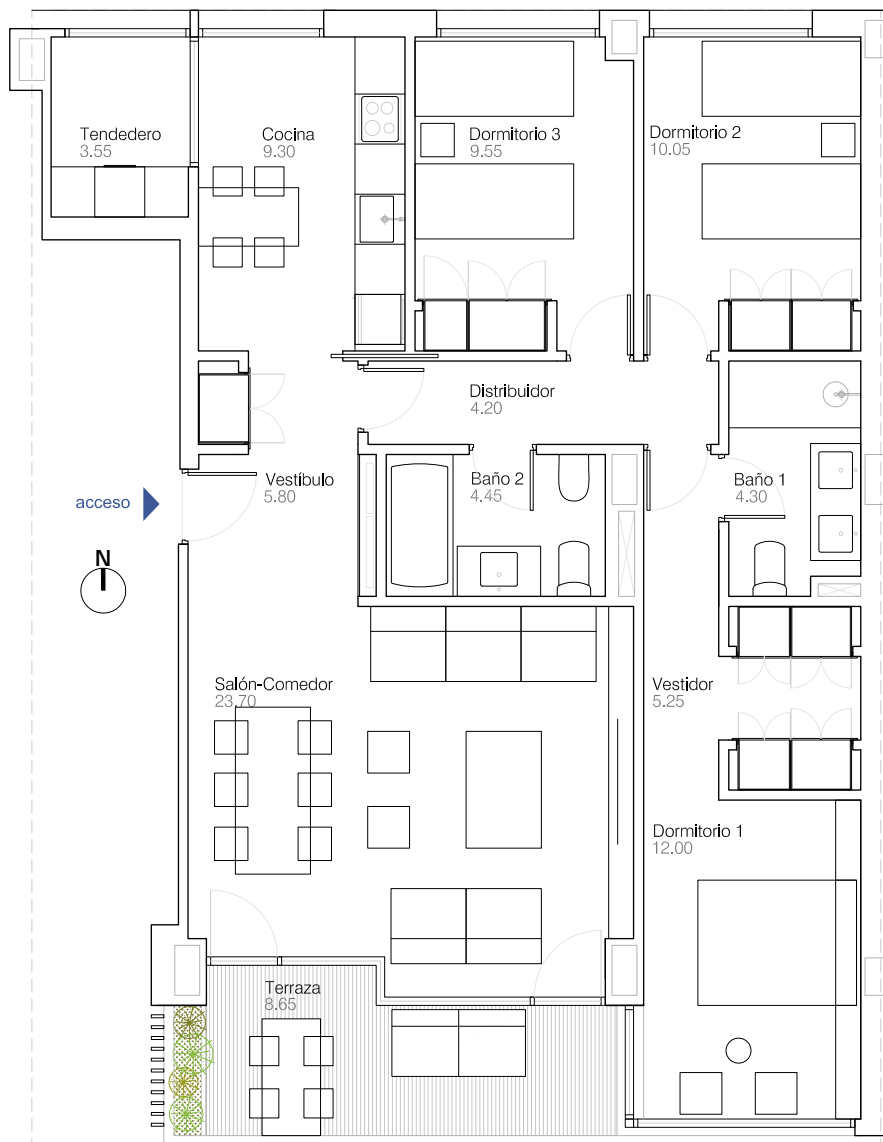 Tendedero
3.55
Cocina
9.30
Dormitorio 3
9.55
Dormitorio 2
10.05
Distribuidor
4.20
Vestíbulo
5.80
Baño 2
4.45
Baño 1
4.30
acceso
N
Salón-Comedor
23.70
Vestidor
5.25
Dormitorio 1
12.00
Terraza
8.65